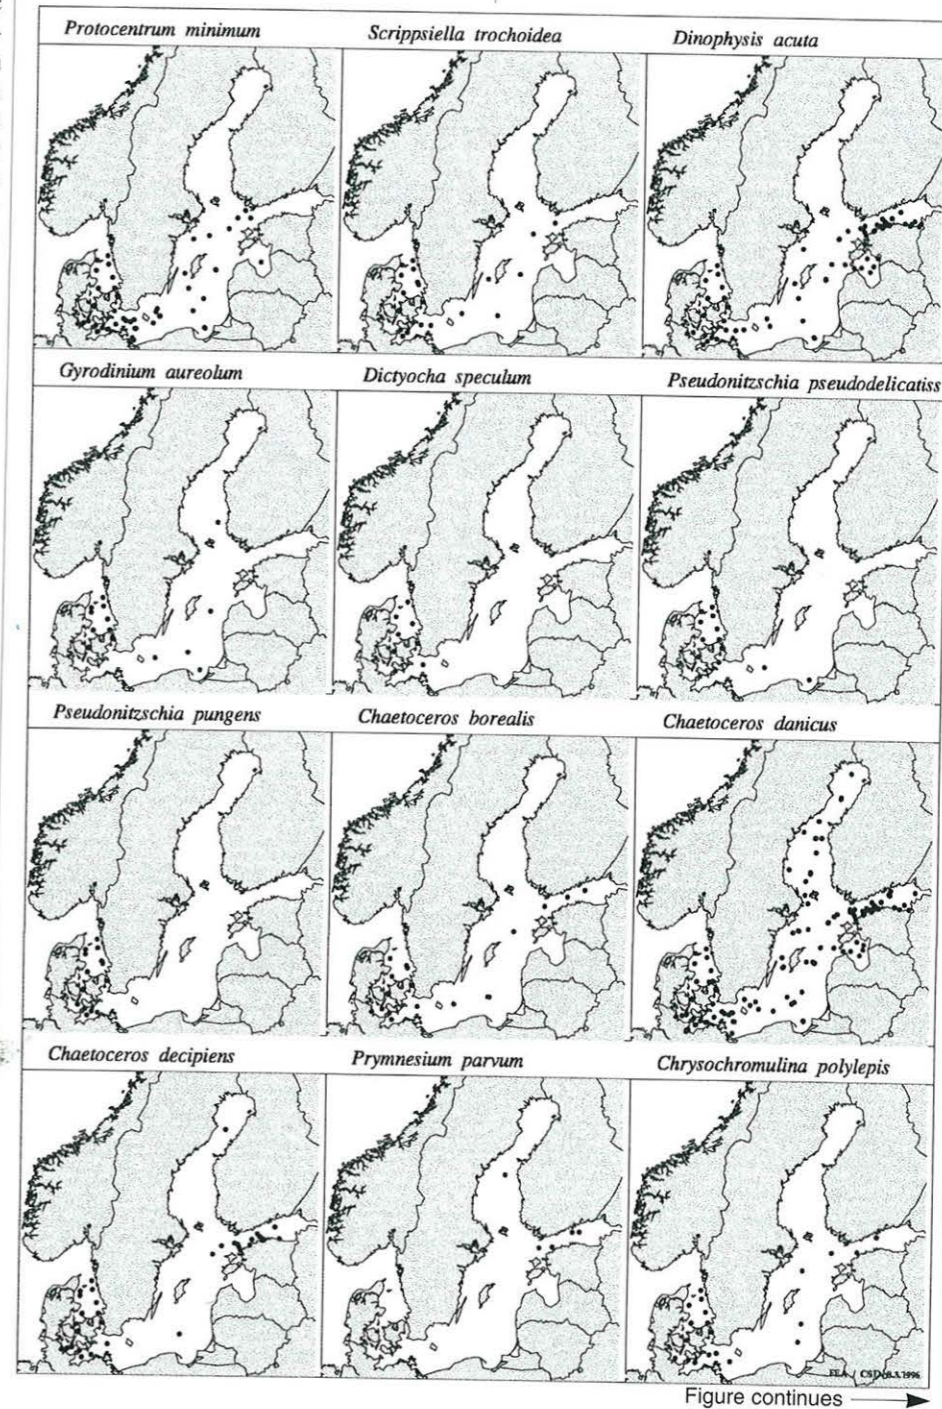 Protocentrum minimum
Scrippsiella trochoidea
Dinophysis acuta
Gyrodinium aureolum
Dictyocha speculum
Pseudonitzschia pseudodelicatiss
Pseudonitzschia pungens
Chaetoceros borealis
Chaetoceros danicus
Chaetoceros decipiens
Prymnesium parvum
Chrysochromulina polylepis
Figure continues